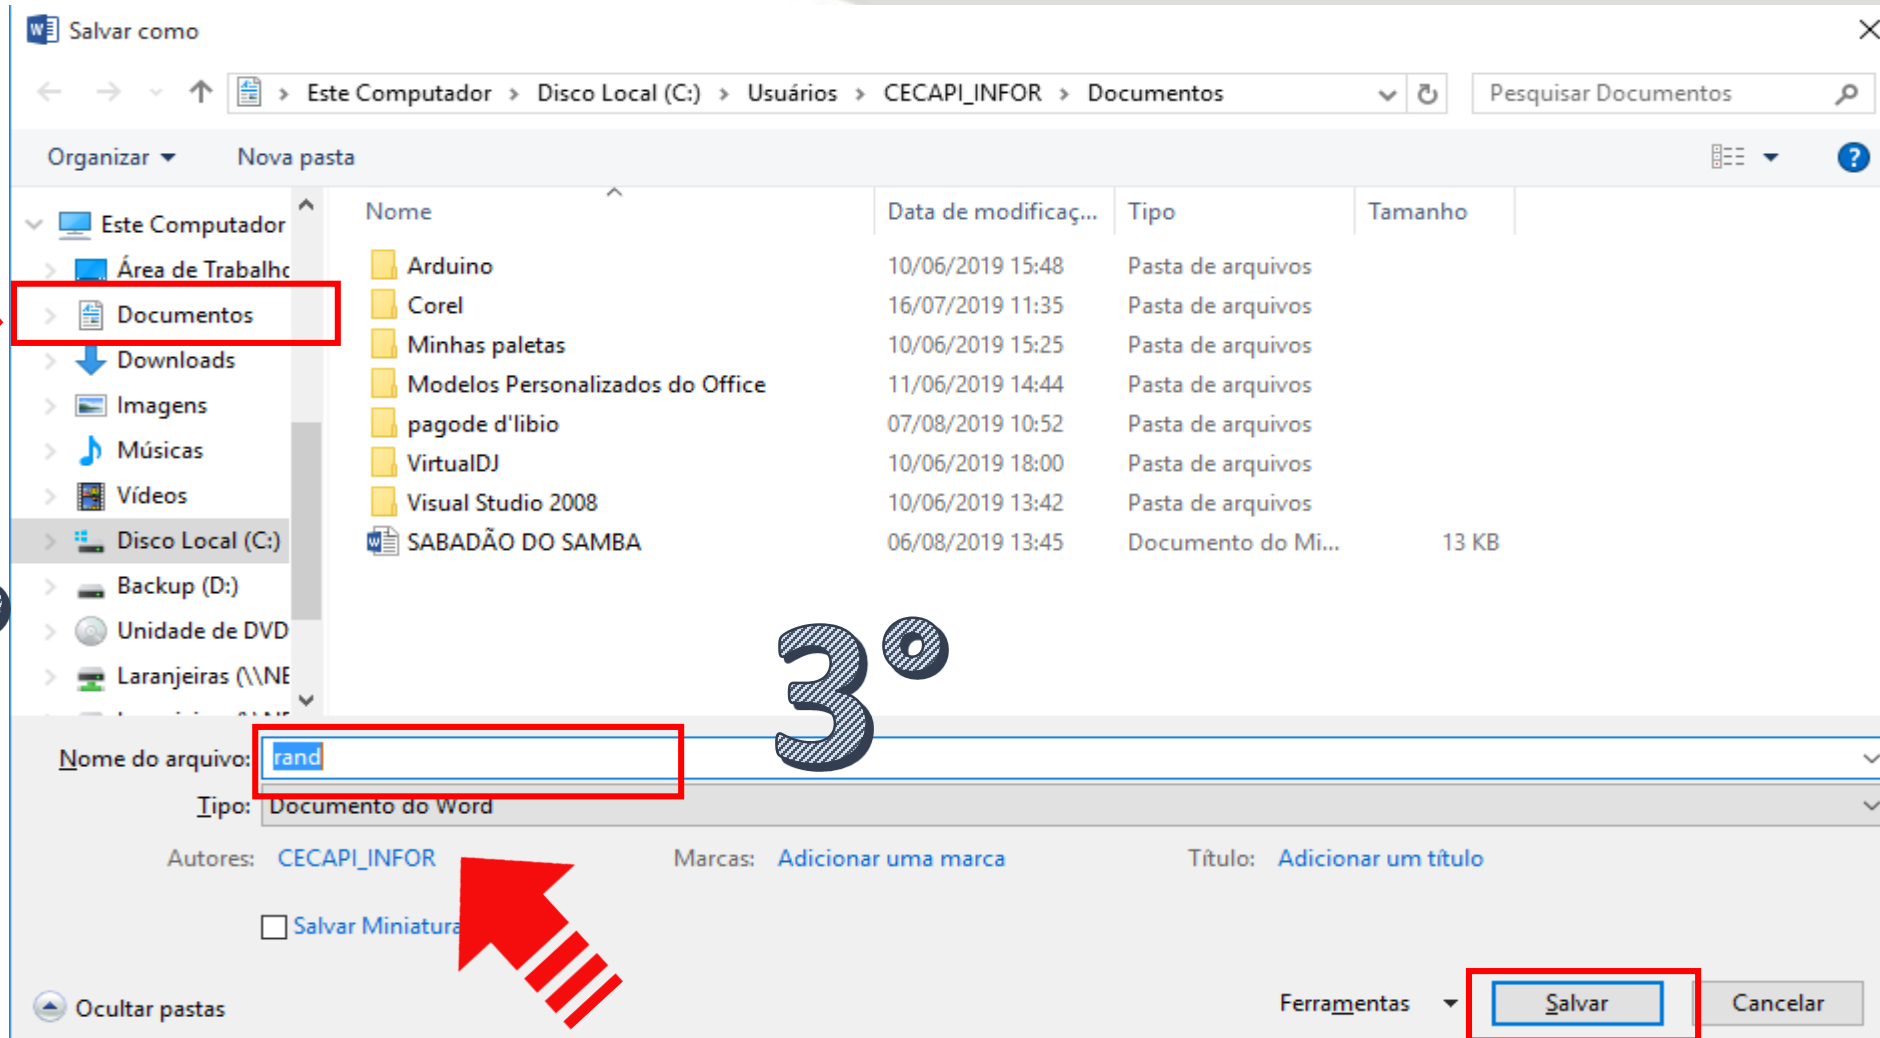 Salvar como
Este Computador > Disco Local (C:) > Usuários > CECAPI_INFOR > Documentos
Pesquisar Documentos
Organizar
Nova pasta
Nome
Data de modificaç...
Tipo
Tamanho
Este Computador
Área de Trabalho
Documentos
Downloads
Imagens
Músicas
Vídeos
Disco Local (C:)
Backup (D:)
Unidade de DVD
Laranjeiras (\\NE
Arduino 10/06/2019 15:48 Pasta de arquivos
Corel 16/07/2019 11:35 Pasta de arquivos
Minhas paletas 10/06/2019 15:25 Pasta de arquivos
Modelos Personalizados do Office 11/06/2019 14:44 Pasta de arquivos
pagode d'libio 07/08/2019 10:52 Pasta de arquivos
VirtualDJ 10/06/2019 18:00 Pasta de arquivos
Visual Studio 2008 10/06/2019 13:42 Pasta de arquivos
SABADÃO DO SAMBA 06/08/2019 13:45 Documento do Mi... 13 KB
3º
Nome do arquivo: rand
Tipo: Documento do Word
Autores: CECAPI_INFOR
Marcas: Adicionar uma marca
Título: Adicionar um título
Salvar Miniatura
Ocultar pastas
Ferramentas
Salvar
Cancelar